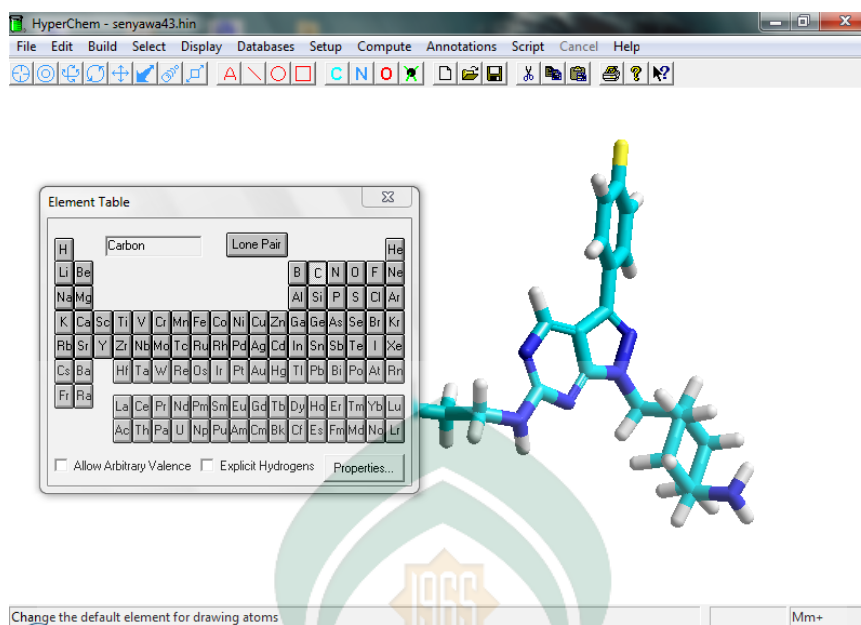 HyperChem - senyawa43.hin
File Edit Build Select Display Databases Setup Compute Annotations Script Cancel Help
A C N O
Element Table
Carbon Lone Pair
H He
Li Be B C N O F Ne
Na Mg Al Si P S Cl Ar
K Ca Sc Ti V Cr Mn Fe Co Ni Cu Zn Ga Ge As Se Br Kr
Rb Sr Y Zr Nb Mo Tc Ru Rh Pd Ag Cd In Sn Sb Te I Xe
Cs Ba Hf Ta W Re Os Ir Pt Au Hg Tl Pb Bi Po At Rn
Fr Ra
La Ce Pr Nd Pm Sm Eu Gd Tb Dy Ho Er Tm Yb Lu
Ac Th Pa U Np Pu Am Cm Bk Cf Es Fm Md No Lr
Allow Arbitrary Valence Explicit Hydrogens Properties...
1965
Change the default element for drawing atoms Mm+